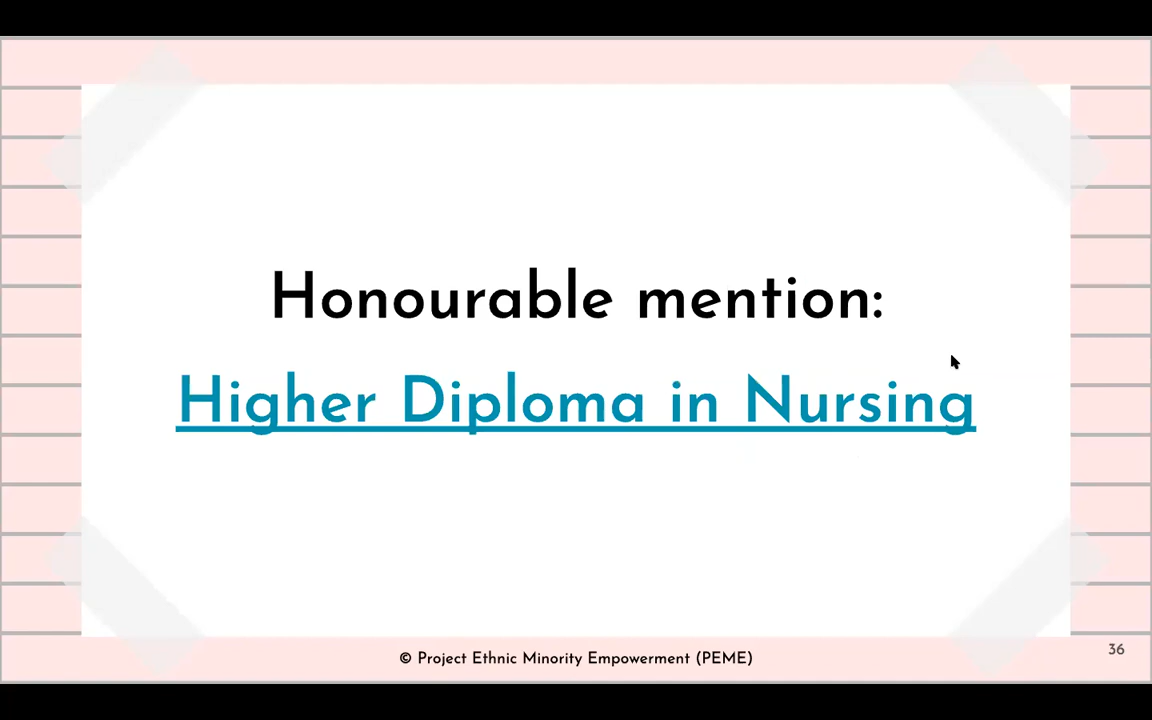 Honourable mention:
Higher Diploma in Nursing
© Project Ethnic Minority Empowerment (PEME)
36